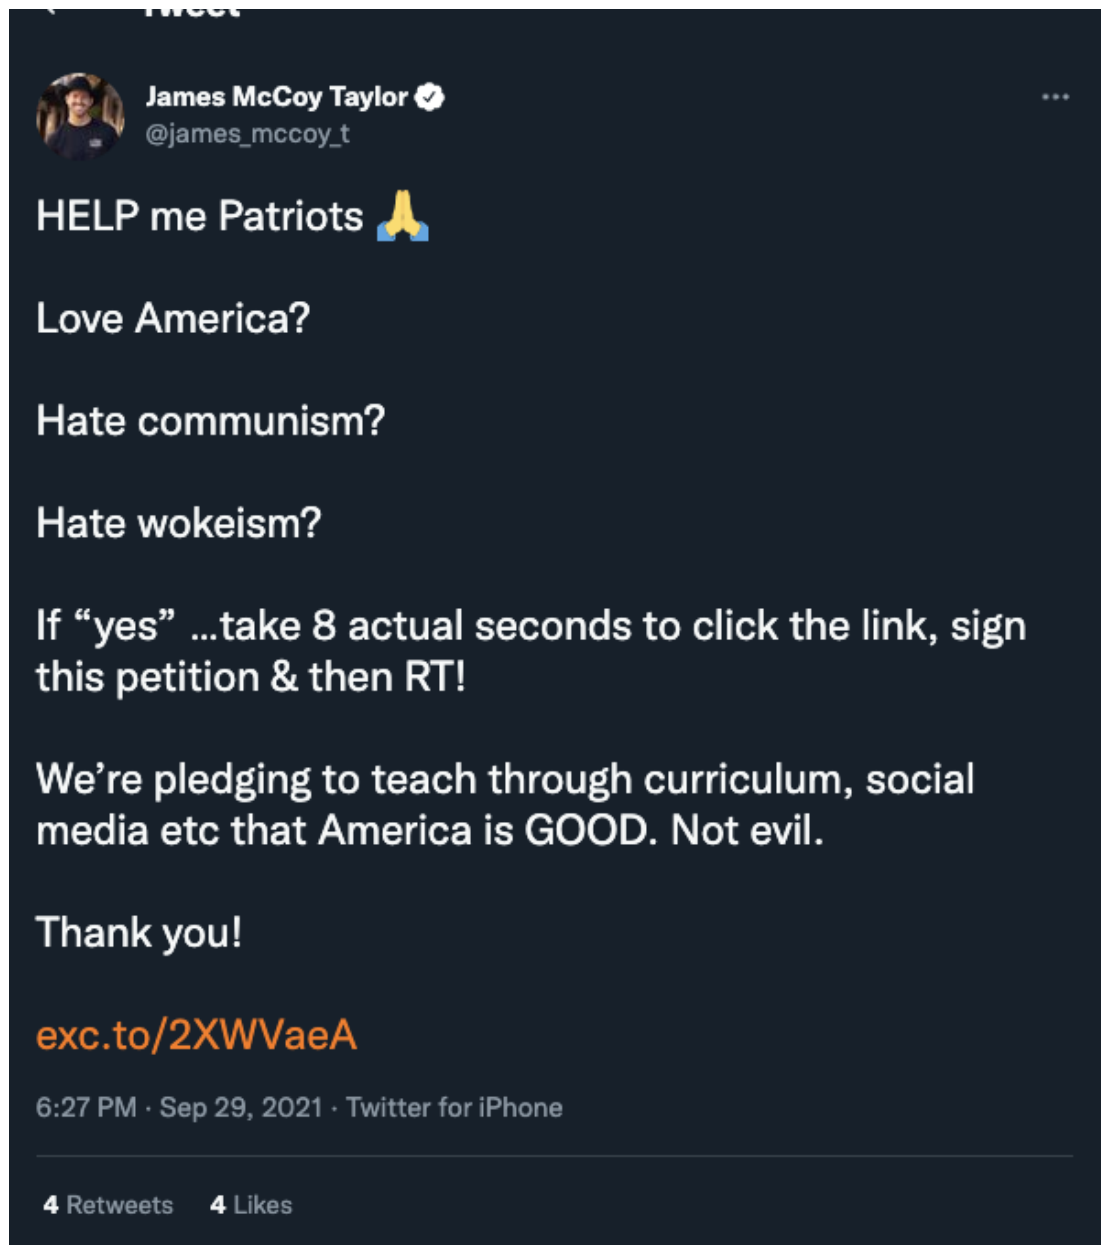 Tweet
James McCoy Taylor
@james_mccoy_t
HELP me Patriots 🙏
Love America?
Hate communism?
Hate wokeism?
If “yes” ...take 8 actual seconds to click the link, sign
this petition & then RT!
We’re pledging to teach through curriculum, social
media etc that America is GOOD. Not evil.
Thank you!
exc.to/2XWVaeA
6:27 PM · Sep 29, 2021 · Twitter for iPhone
4 Retweets 4 Likes